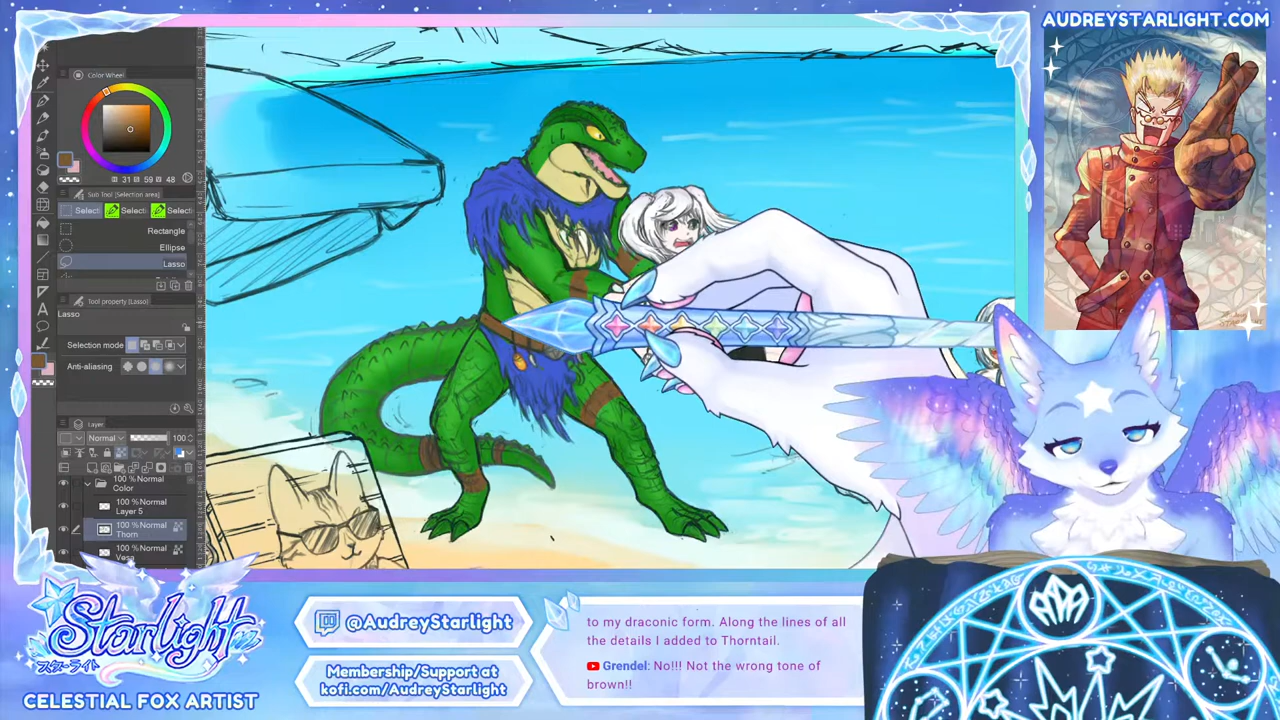 AUDREYSTARLIGHT.COM
Color Wheel
31 59 48
Sub Tool [Selection area]
Select Selecti Selecti
Rectangle
Ellipse
Lasso
Tool property [Lasso]
Lasso
Selection mode
Anti-aliasing
Layer
Normal 100
100 % Normal
Color
100 % Normal
Layer 5
100 % Normal
Thorn
100 % Normal
Vesa
Starlight
スターライト
CELESTIAL FOX ARTIST
@AudreyStarlight
Membership/Support at
kofi.com/AudreyStarlight
to my draconic form. Along the lines of all
the details I added to Thorntail.
Grendel: No!!! Not the wrong tone of
brown!!